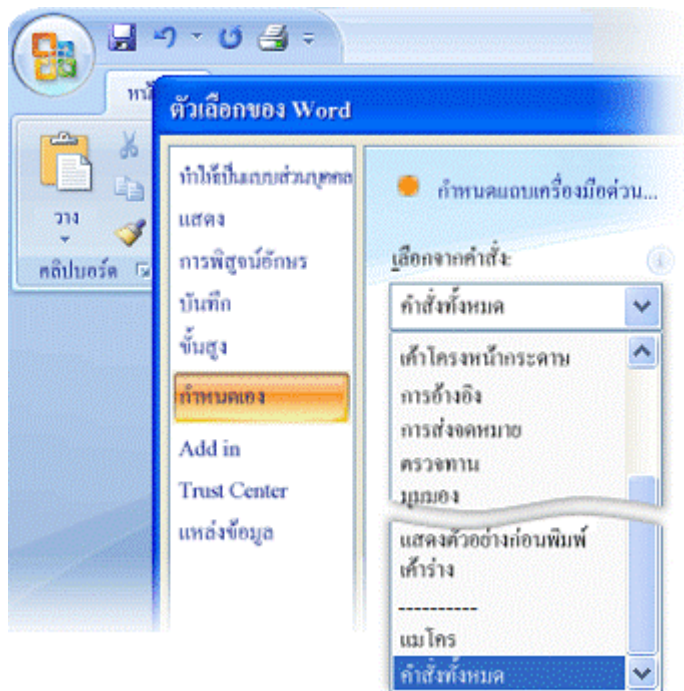 ตัวเลือกของ Word
วาง
คลิปบอร์ด
ทำให้เป็นแบบส่วนบุคคล
แสดง
การพิสูจน์อักษร
บันทึก
ขั้นสูง
กำหนดเอง
Add in
Trust Center
แหล่งข้อมูล
กำหนดแถบเครื่องมือด่วน...
เลือกจากคำสั่ง:
คำสั่งทั้งหมด
เค้าโครงหน้ากระดาษ
การอ้างอิง
การส่งจดหมาย
ตรวจทาน
มุมมอง
แสดงตัวอย่างก่อนพิมพ์
เค้าร่าง
----------
แมโคร
คำสั่งทั้งหมด